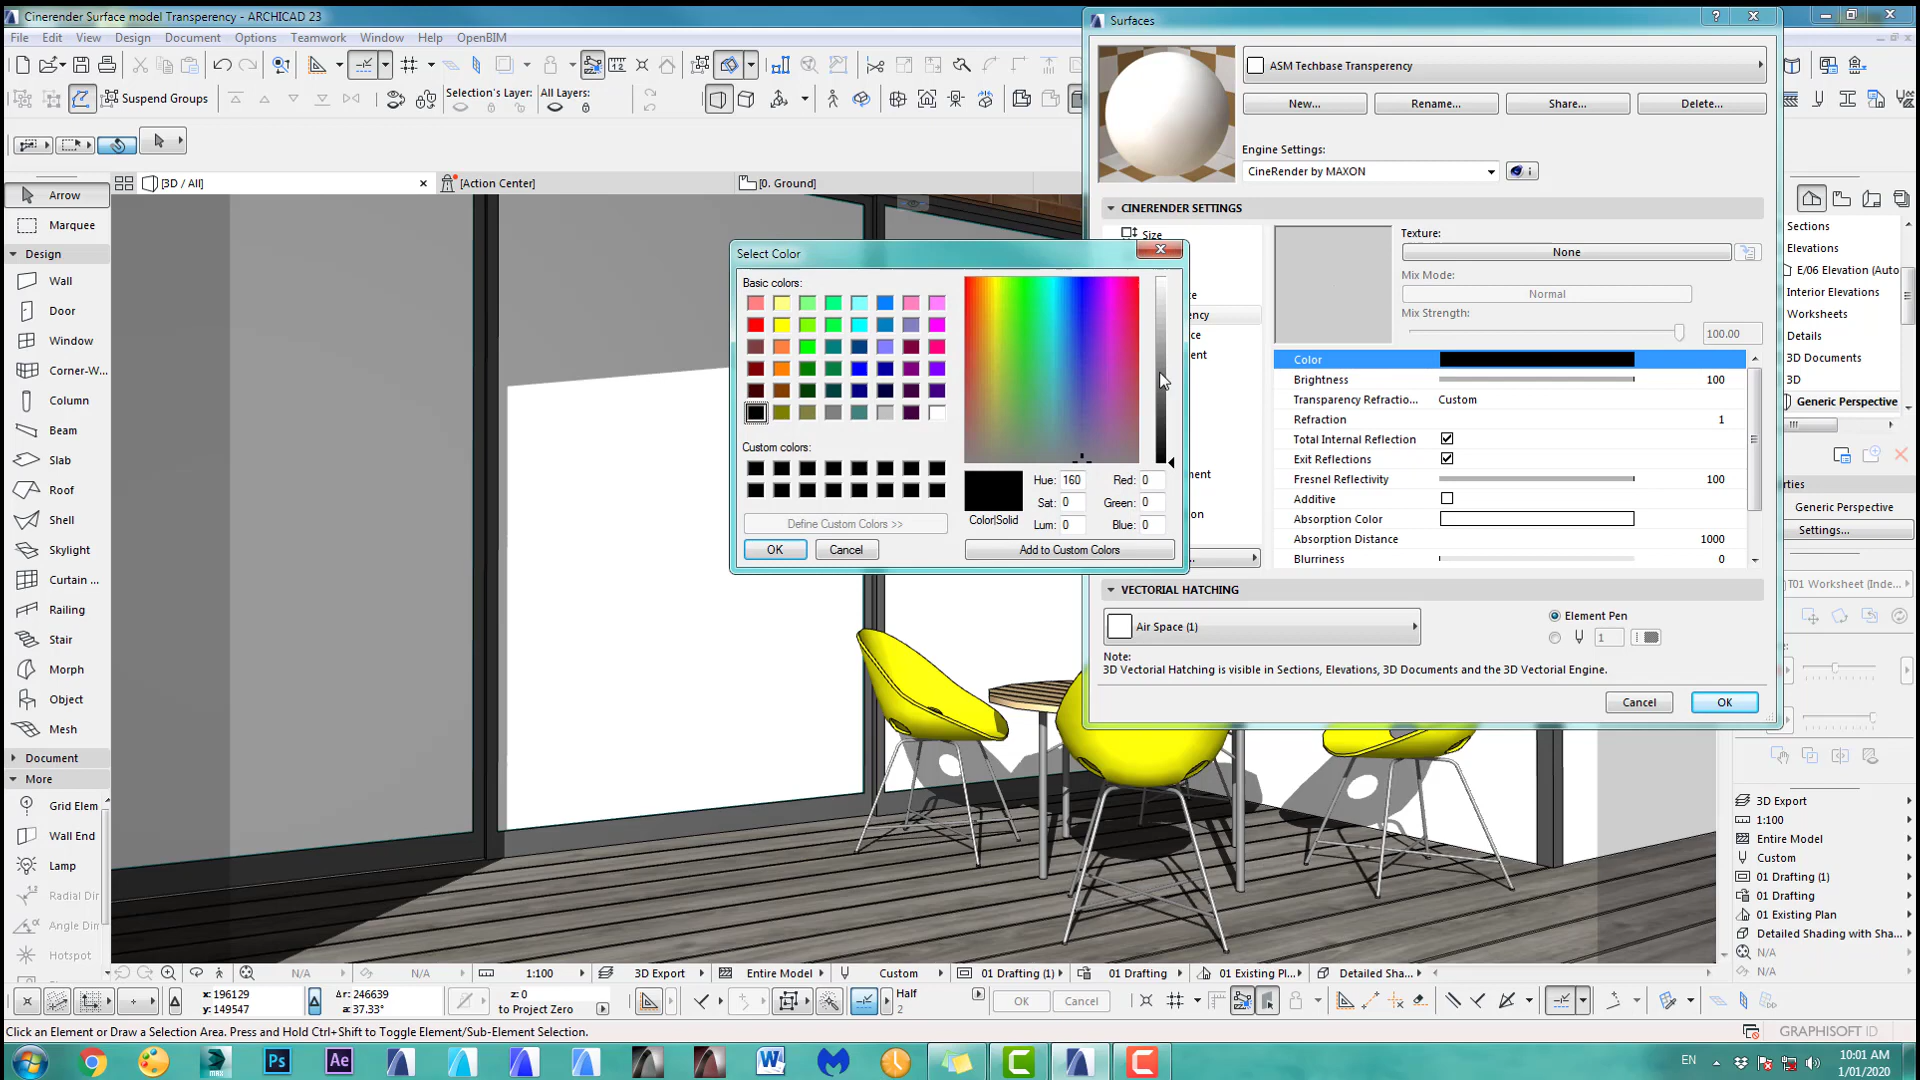 Cinerender Surface model Transperency - ARCHICAD 23
File Edit View Design Document Options Teamwork Window Help OpenBIM
Suspend Groups
Selection's Layer:
All Layers:
[3D / All]
[Action Center]
[0. Ground]
Arrow
Marquee
Design
Wall
Door
Window
Corner-W...
Column
Beam
Slab
Roof
Shell
Skylight
Curtain ...
Railing
Stair
Morph
Object
Mesh
Document
More
Grid Elem
Wall End
Lamp
Radial Dir
Angle Dim
Hotspot
Select Color
Basic colors:
Custom colors:
Define Custom Colors >>
OK
Cancel
Color|Solid
Hue: 160
Sat: 0
Lum: 0
Red: 0
Green: 0
Blue: 0
Add to Custom Colors
Surfaces
ASM Techbase Transparency
New...
Rename...
Share...
Delete...
Engine Settings:
CineRender by MAXON
CINERENDER SETTINGS
Size
Texture:
None
Mix Mode:
Normal
Mix Strength:
100.00
Color
Brightness 100
Transparency Refractio... Custom
Refraction 1
Total Internal Reflection
Exit Reflections
Fresnel Reflectivity 100
Additive
Absorption Color
Absorption Distance 1000
Blurriness 0
VECTORIAL HATCHING
Air Space (1)
Element Pen
1
Note:
3D Vectorial Hatching is visible in Sections, Elevations, 3D Documents and the 3D Vectorial Engine.
Cancel
OK
Sections
Elevations
E/06 Elevation (Auto
Interior Elevations
Worksheets
Details
3D Documents
3D
Generic Perspective
rties
Generic Perspective
Settings...
T01 Worksheet (Inde...
3D Export
1:100
Entire Model
Custom
01 Drafting (1)
01 Drafting
01 Existing Plan
Detailed Shading with Sha...
N/A
N/A
N/A
N/A
1:100
3D Export
Entire Model
Custom
01 Drafting (1)
01 Drafting
01 Existing Pl...
Detailed Sha...
x: 196129
y: 149547
Δr: 246639
a: 37.33°
z: 0
to Project Zero
Half
2
OK
Cancel
Click an Element or Draw a Selection Area. Press and Hold Ctrl+Shift to Toggle Element/Sub-Element Selection.
GRAPHISOFT ID
EN
10:01 AM
1/01/2020